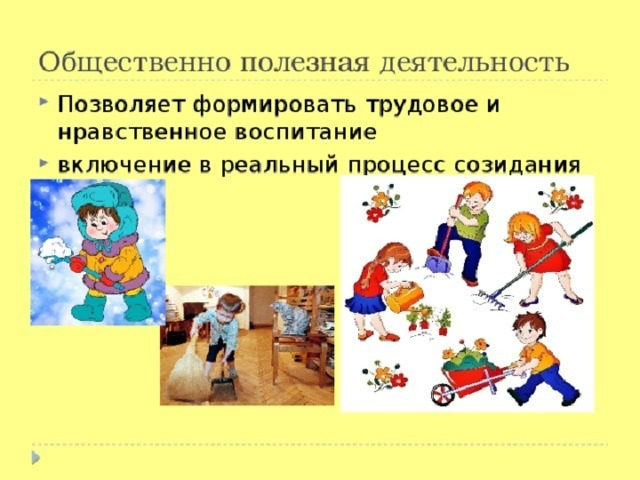 Общественно полезная деятельность
Позволяет формировать трудовое и
нравственное воспитание
включение в реальный процесс созидания